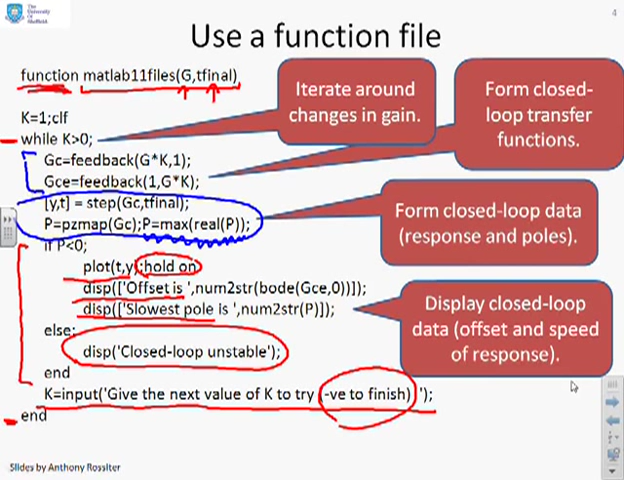 The
University
Of
Sheffield.
4
Use a function file
function matlab11files(G,tfinal)
K=1;clf
while K>0;
Gc=feedback(G*K,1);
Gce=feedback(1,G*K);
[y,t] = step(Gc,tfinal);
P=pzmap(Gc);P=max(real(P));
if P<0;
plot(t,y);hold on
disp(['Offset is ',num2str(bode(Gce,0))]);
disp(['Slowest pole is ',num2str(P)]);
else;
disp('Closed-loop unstable');
end
K=input('Give the next value of K to try (-ve to finish) ');
end
Iterate around
changes in gain.
Form closed-
loop transfer
functions.
Form closed-loop data
(response and poles).
Display closed-loop
data (offset and speed
of response).
Slides by Anthony Rossiter